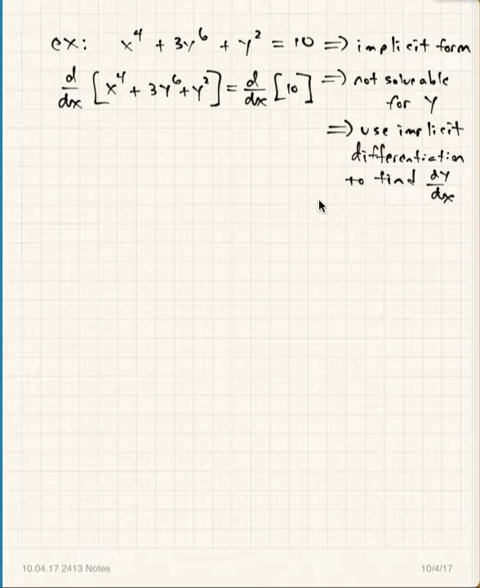 ex: x⁴ + 3y⁶ + y² = 10 => implicit form
d/dx [x⁴ + 3y⁶ + y²] = d/dx [10] => not solveable
for y
=> use implicit
differentiation
to find dy/dx
10.04.17 2413 Notes
10/4/17